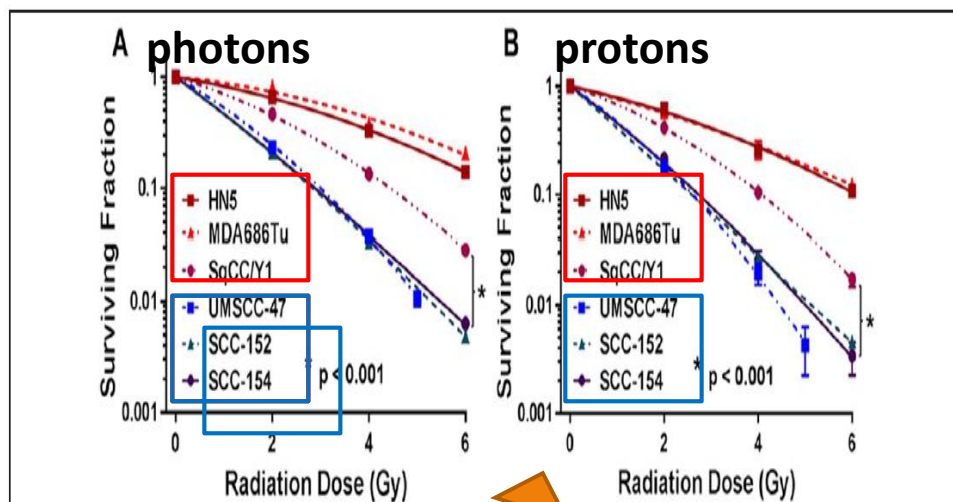 A photons
Surviving Fraction
1
0.1
0.01
0.001
HN5
MDA686Tu
SqCC/Y1
UMSCC-47
SCC-152
SCC-154
*
* p < 0.001
0 2 4 6
Radiation Dose (Gy)
B protons
Surviving Fraction
1
0.1
0.01
0.001
HN5
MDA686Tu
SqCC/Y1
UMSCC-47
SCC-152
SCC-154
*
* p < 0.001
0 2 4 6
Radiation Dose (Gy)